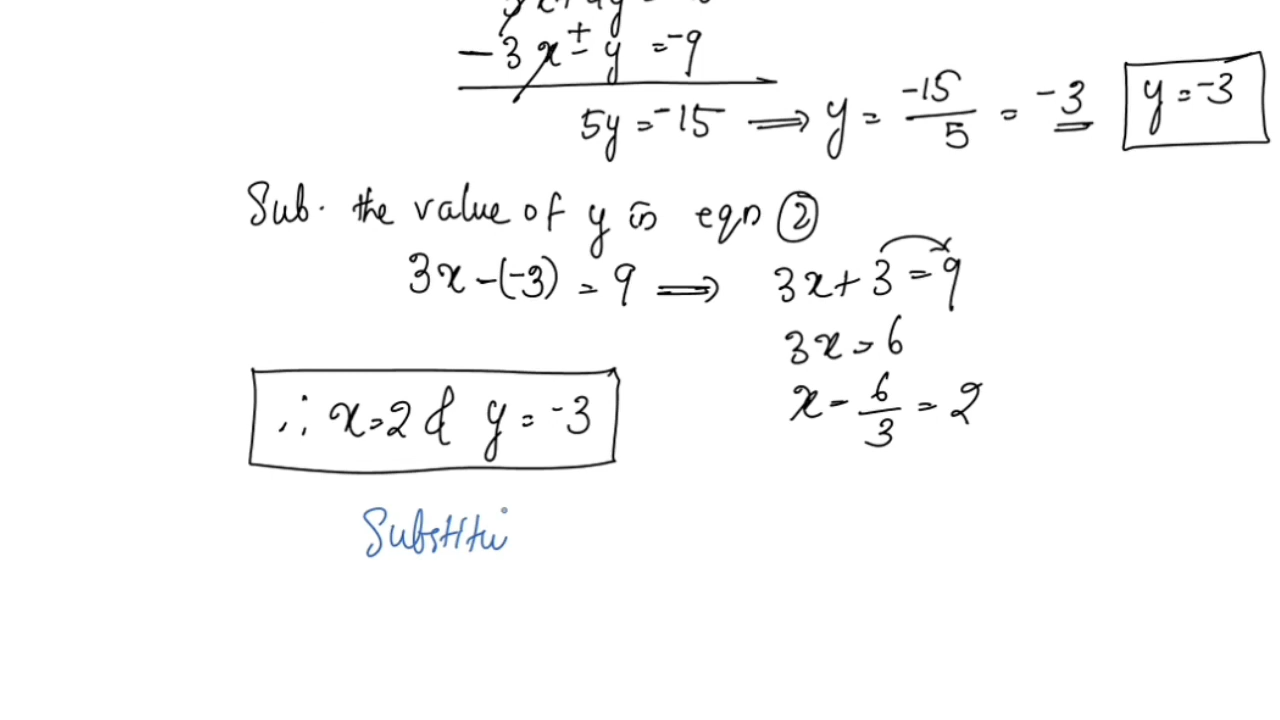 - 3x ± y = -9
5y = -15 ⟹ y = -15/5 = -3 y = -3
Sub. the value of y in eqn ②
3x - (-3) = 9 ⟹ 3x + 3 = 9
3x = 6
x = 6/3 = 2
∴ x = 2 & y = -3
Substitu